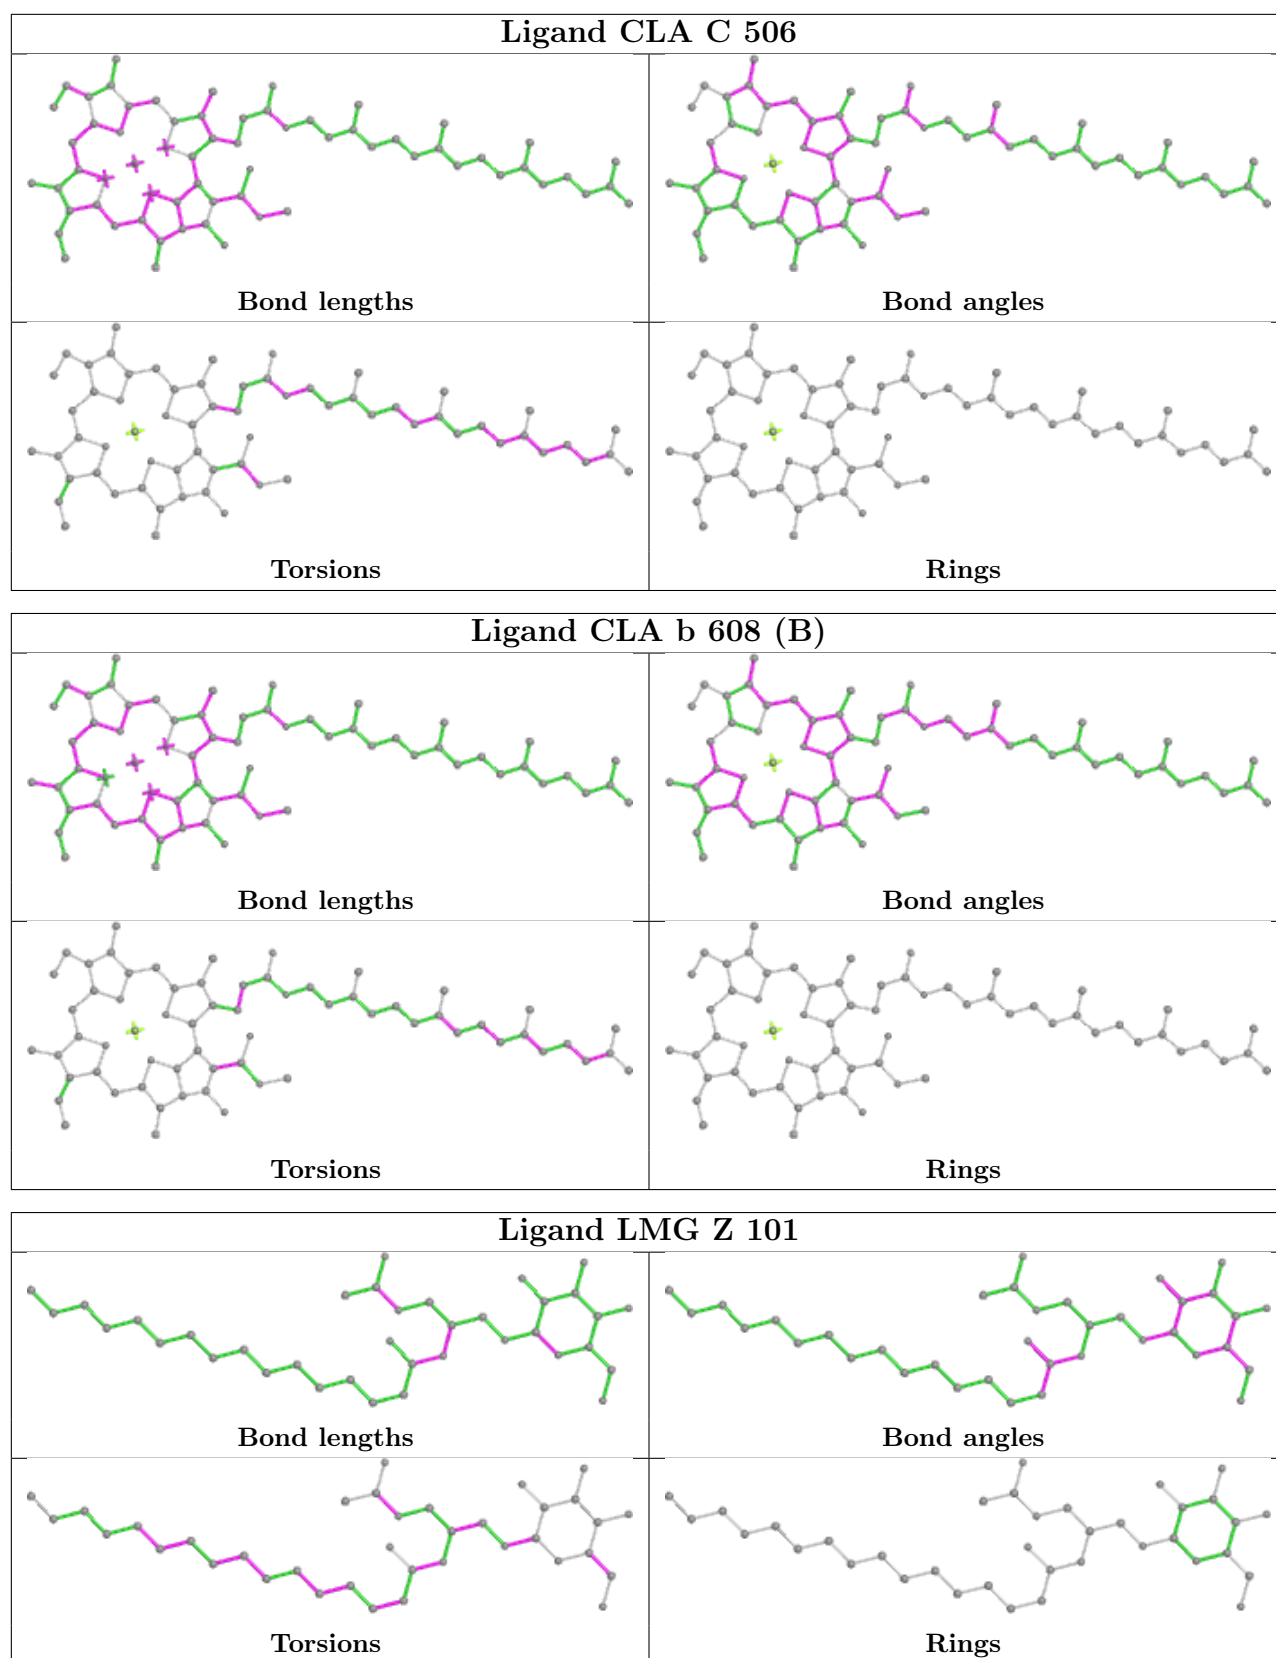 Ligand CLA C 506
Bond lengths
Bond angles
Torsions
Rings
Ligand CLA b 608 (B)
Bond lengths
Bond angles
Torsions
Rings
Ligand LMG Z 101
Bond lengths
Bond angles
Torsions
Rings